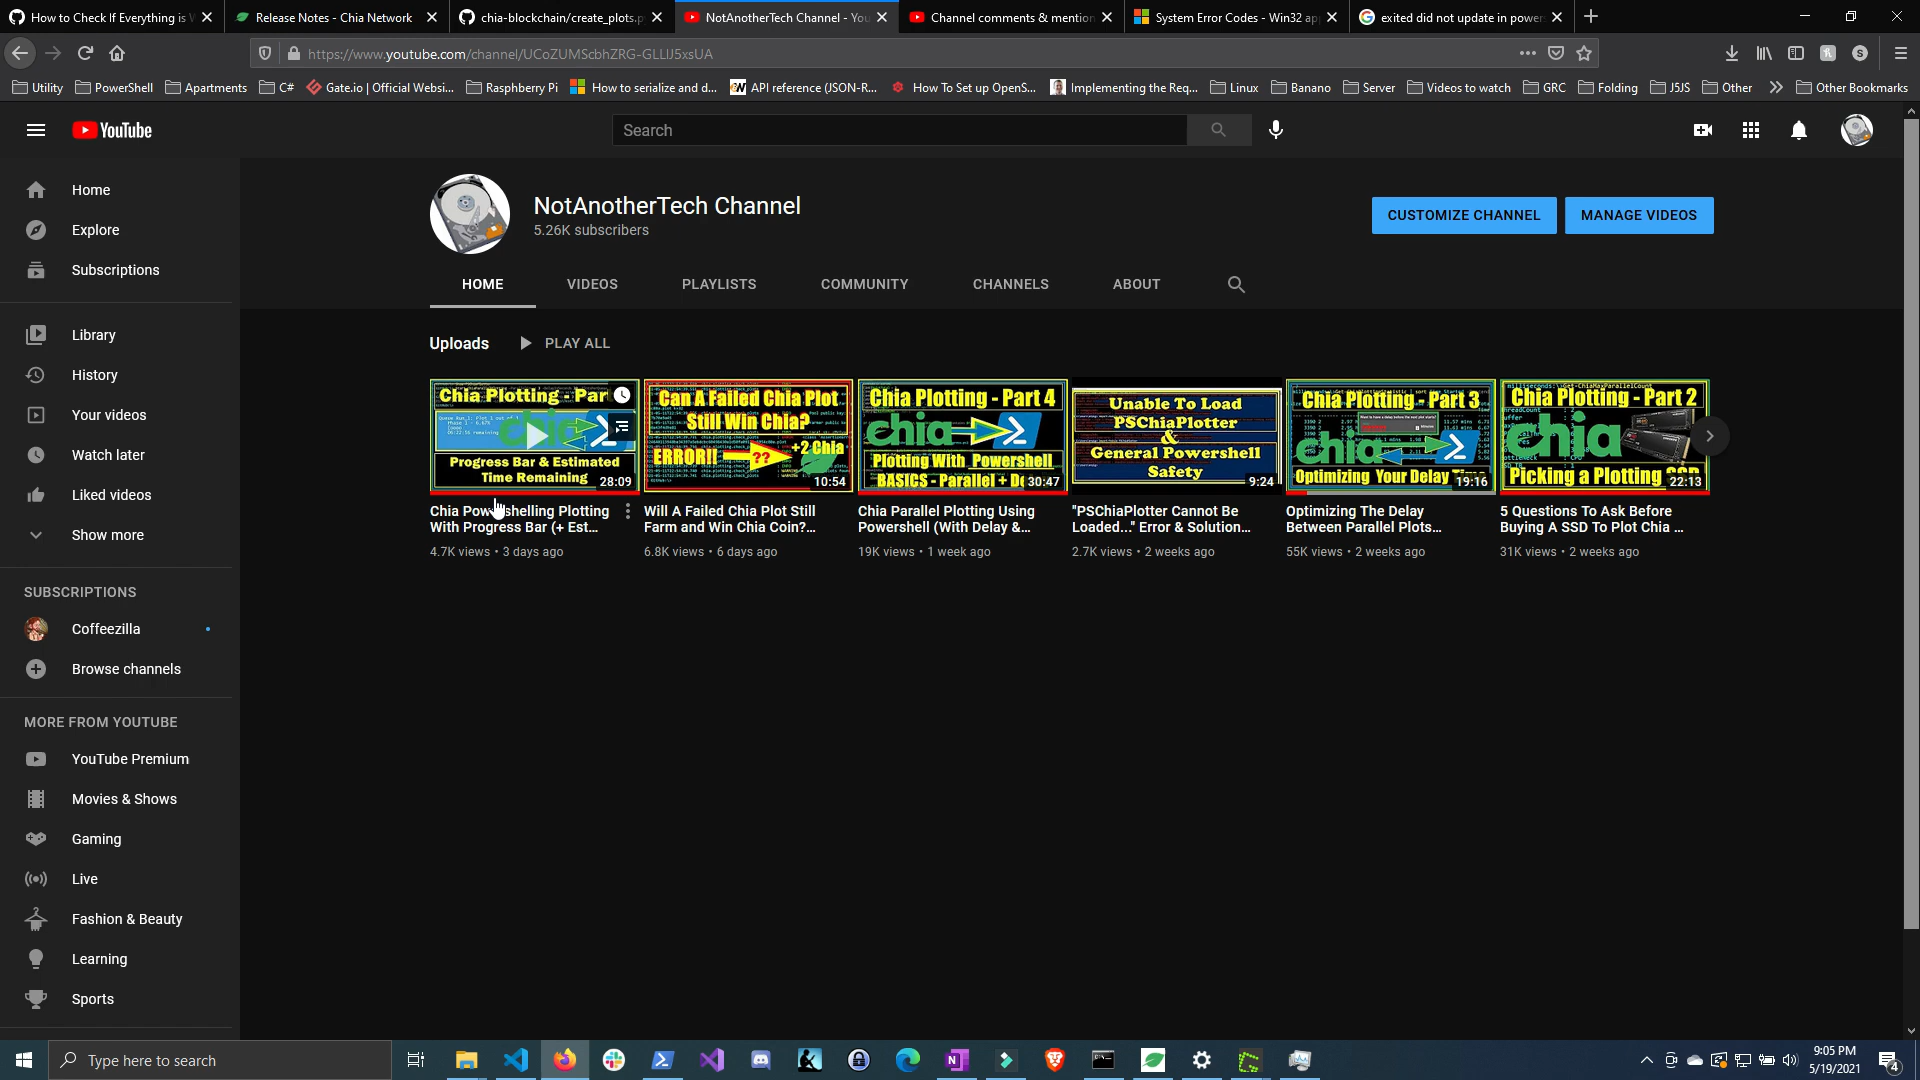 How to Check If Everything is
Release Notes - Chia Network
chia-blockchain/create_plots.py
NotAnotherTech Channel - You
Channel comments & mention
System Error Codes - Win32 ap
exited did not update in power
https://www.youtube.com/channel/UCoZUMScbhZRG-GLLlJ5xsUA
Utility
PowerShell
Apartments
C#
Gate.io | Official Websi...
Raspberry Pi
How to serialize and d...
API reference (JSON-R...
How To Set up OpenS...
Implementing the Req...
Linux
Banano
Server
Videos to watch
GRC
Folding
J5JS
Other
Other Bookmarks
YouTube
Search
NotAnotherTech Channel
5.26K subscribers
CUSTOMIZE CHANNEL
MANAGE VIDEOS
HOME
VIDEOS
PLAYLISTS
COMMUNITY
CHANNELS
ABOUT
Home
Explore
Subscriptions
Library
History
Your videos
Watch later
Liked videos
Show more
SUBSCRIPTIONS
Coffeezilla
Browse channels
MORE FROM YOUTUBE
YouTube Premium
Movies & Shows
Gaming
Live
Fashion & Beauty
Learning
Sports
Uploads
PLAY ALL
Chia Plotting - Par
Progress Bar & Estimated
Time Remaining
28:09
Chia Powershelling Plotting
With Progress Bar (+ Est...
4.7K views • 3 days ago
Can A Failed Chia Plot
Still Win Chia?
ERROR!!
??
+2 Chia
10:54
Will A Failed Chia Plot Still
Farm and Win Chia Coin?...
6.8K views • 6 days ago
Chia Plotting - Part 4
chia
Plotting With Powershell
BASICS - Parallel + De
30:47
Chia Parallel Plotting Using
Powershell (With Delay &...
19K views • 1 week ago
Unable To Load
PSChiaPlotter
&
General Powershell
Safety
9:24
"PSChiaPlotter Cannot Be
Loaded..." Error & Solution...
2.7K views • 2 weeks ago
Chia Plotting - Part 3
chia
Optimizing Your Delay Time
19:16
Optimizing The Delay
Between Parallel Plots...
55K views • 2 weeks ago
Chia Plotting - Part 2
chia
Picking a Plotting SSD
22:13
5 Questions To Ask Before
Buying A SSD To Plot Chia ...
31K views • 2 weeks ago
Type here to search
9:05 PM
5/19/2021
4